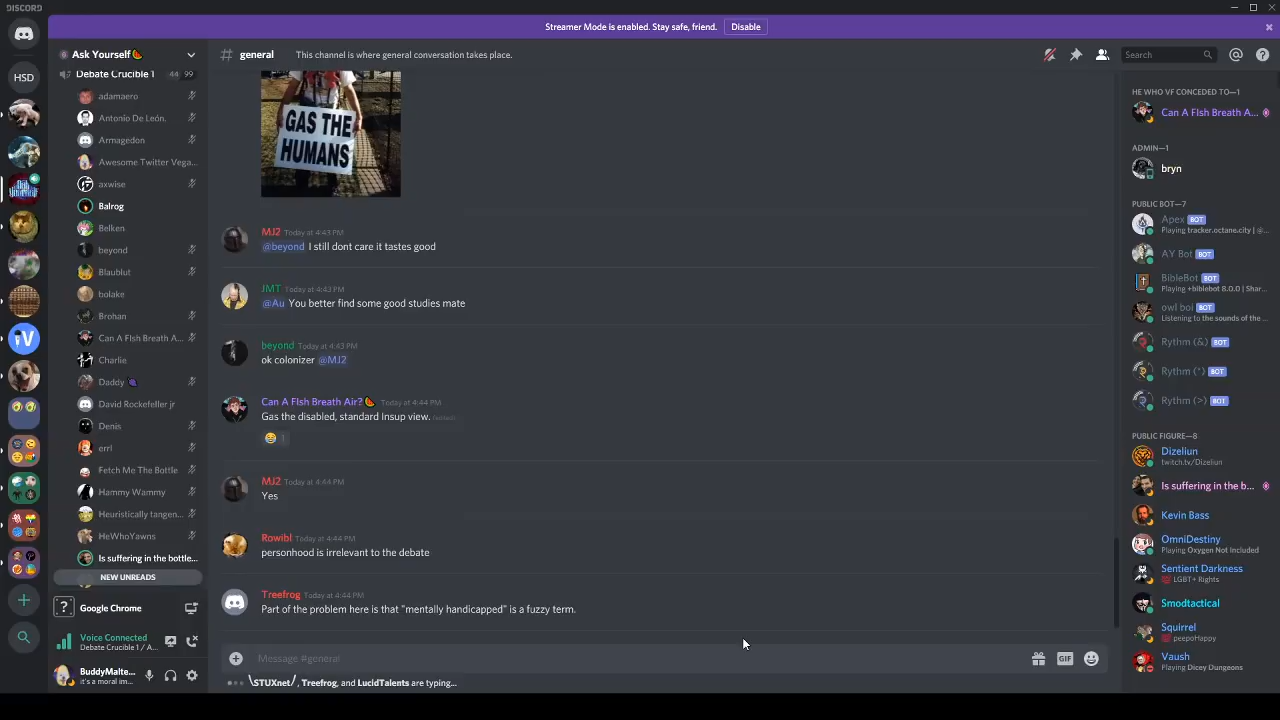 DISCORD
Streamer Mode is enabled. Stay safe, friend.
Disable
Ask Yourself
# general
This channel is where general conversation takes place.
Search
HSD
Debate Crucible 1
44 99
adamaero
Antonio De León.
Armagedon
Awesome Twitter Vega...
axwise
Balrog
Belken
beyond
Blaublut
bolake
Brohan
Can A FIsh Breath A...
Charlie
Daddy
David Rockefeller jr
Denis
errl
Fetch Me The Bottle
Hammy Wammy
Heuristically tangen...
HeWhoYawns
Is suffering in the bottle...
NEW UNREADS
Google Chrome
Voice Connected
Debate Crucible 1 / A...
BuddyMalte...
it's a moral im...
GAS THE
HUMANS
MJ2 Today at 4:43 PM
@beyond I still dont care it tastes good
JMT Today at 4:43 PM
@Au You better find some good studies mate
beyond Today at 4:43 PM
ok colonizer @MJ2
Can A FIsh Breath Air? Today at 4:44 PM
Gas the disabled, standard Insup view. (edited)
1
MJ2 Today at 4:44 PM
Yes
Rowibl Today at 4:44 PM
personhood is irrelevant to the debate
Treefrog Today at 4:44 PM
Part of the problem here is that "mentally handicapped" is a fuzzy term.
Message #general
GIF
\STUXnet/, Treefrog, and LucidTalents are typing...
HE WHO VF CONCEDED TO—1
Can A FIsh Breath A...
ADMIN—1
bryn
PUBLIC BOT—7
Apex BOT
Playing tracker.octane.city | @...
AY Bot BOT
BibleBot BOT
Playing +biblebot 8.0.0 | Shar...
owl boi BOT
Listening to the sounds of the ...
Rythm (&) BOT
Rythm (^) BOT
Rythm (>) BOT
PUBLIC FIGURE—8
Dizeliun
twitch.tv/Dizeliun
Is suffering in the b...
Kevin Bass
OmniDestiny
Playing Oxygen Not Included
Sentient Darkness
LGBT+ Rights
Smodtactical
Squirrel
peepoHappy
Vaush
Playing Dicey Dungeons